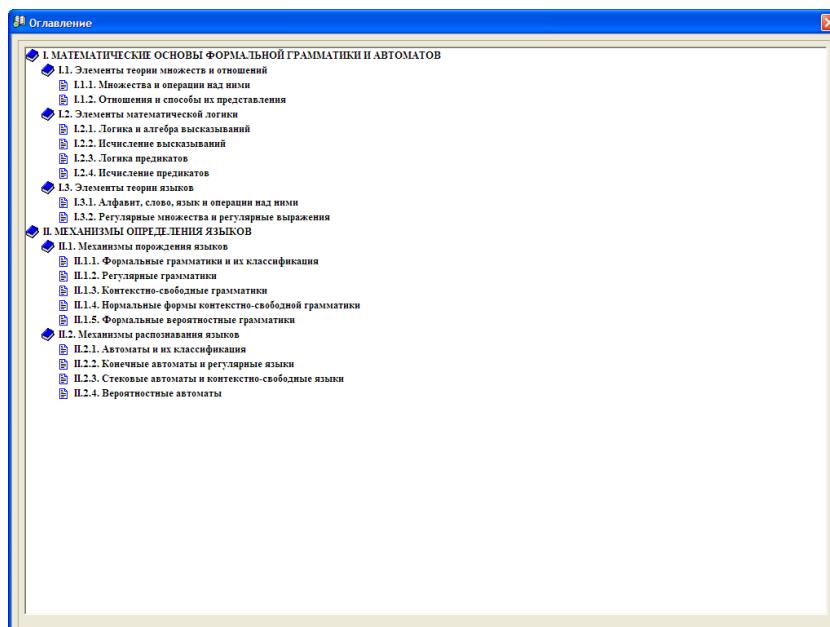 Оглавление
I. МАТЕМАТИЧЕСКИЕ ОСНОВЫ ФОРМАЛЬНОЙ ГРАММАТИКИ И АВТОМАТОВ
I.1. Элементы теории множеств и отношений
I.1.1. Множества и операции над ними
I.1.2. Отношения и способы их представления
I.2. Элементы математической логики
I.2.1. Логика и алгебра высказываний
I.2.2. Исчисление высказываний
I.2.3. Логика предикатов
I.2.4. Исчисление предикатов
I.3. Элементы теории языков
I.3.1. Алфавит, слово, язык и операции над ними
I.3.2. Регулярные множества и регулярные выражения
II. МЕХАНИЗМЫ ОПРЕДЕЛЕНИЯ ЯЗЫКОВ
II.1. Механизмы порождения языков
II.1.1. Формальные грамматики и их классификация
II.1.2. Регулярные грамматики
II.1.3. Контекстно-свободные грамматики
II.1.4. Нормальные формы контекстно-свободной грамматики
II.1.5. Формальные вероятностные грамматики
II.2. Механизмы распознавания языков
II.2.1. Автоматы и их классификация
II.2.2. Конечные автоматы и регулярные языки
II.2.3. Стековые автоматы и контекстно-свободные языки
II.2.4. Вероятностные автоматы